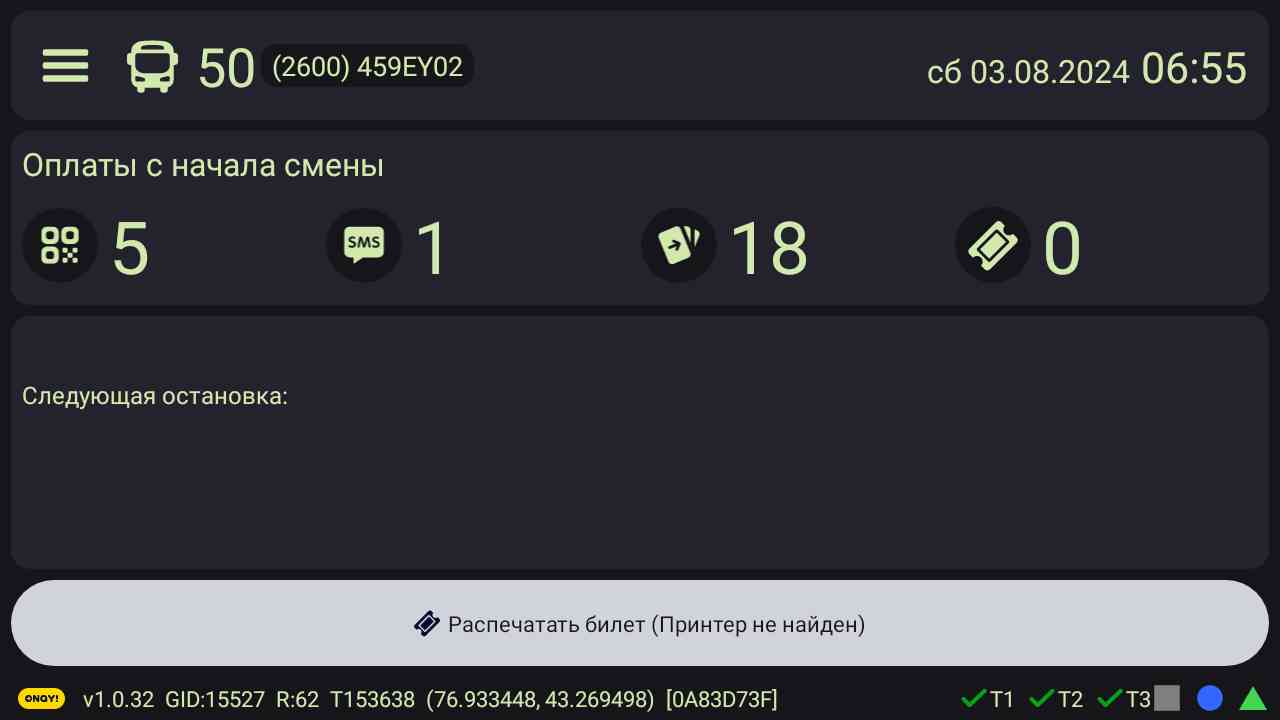 50 (2600) 459EY02 сб 03.08.2024 06:55
Оплаты с начала смены
5 SMS 1 18 0
Следующая остановка:
Распечатать билет (Принтер не найден)
ONAY! v1.0.32 GID:15527 R:62 T153638 (76.933448, 43.269498) [0A83D73F] T1 T2 T3